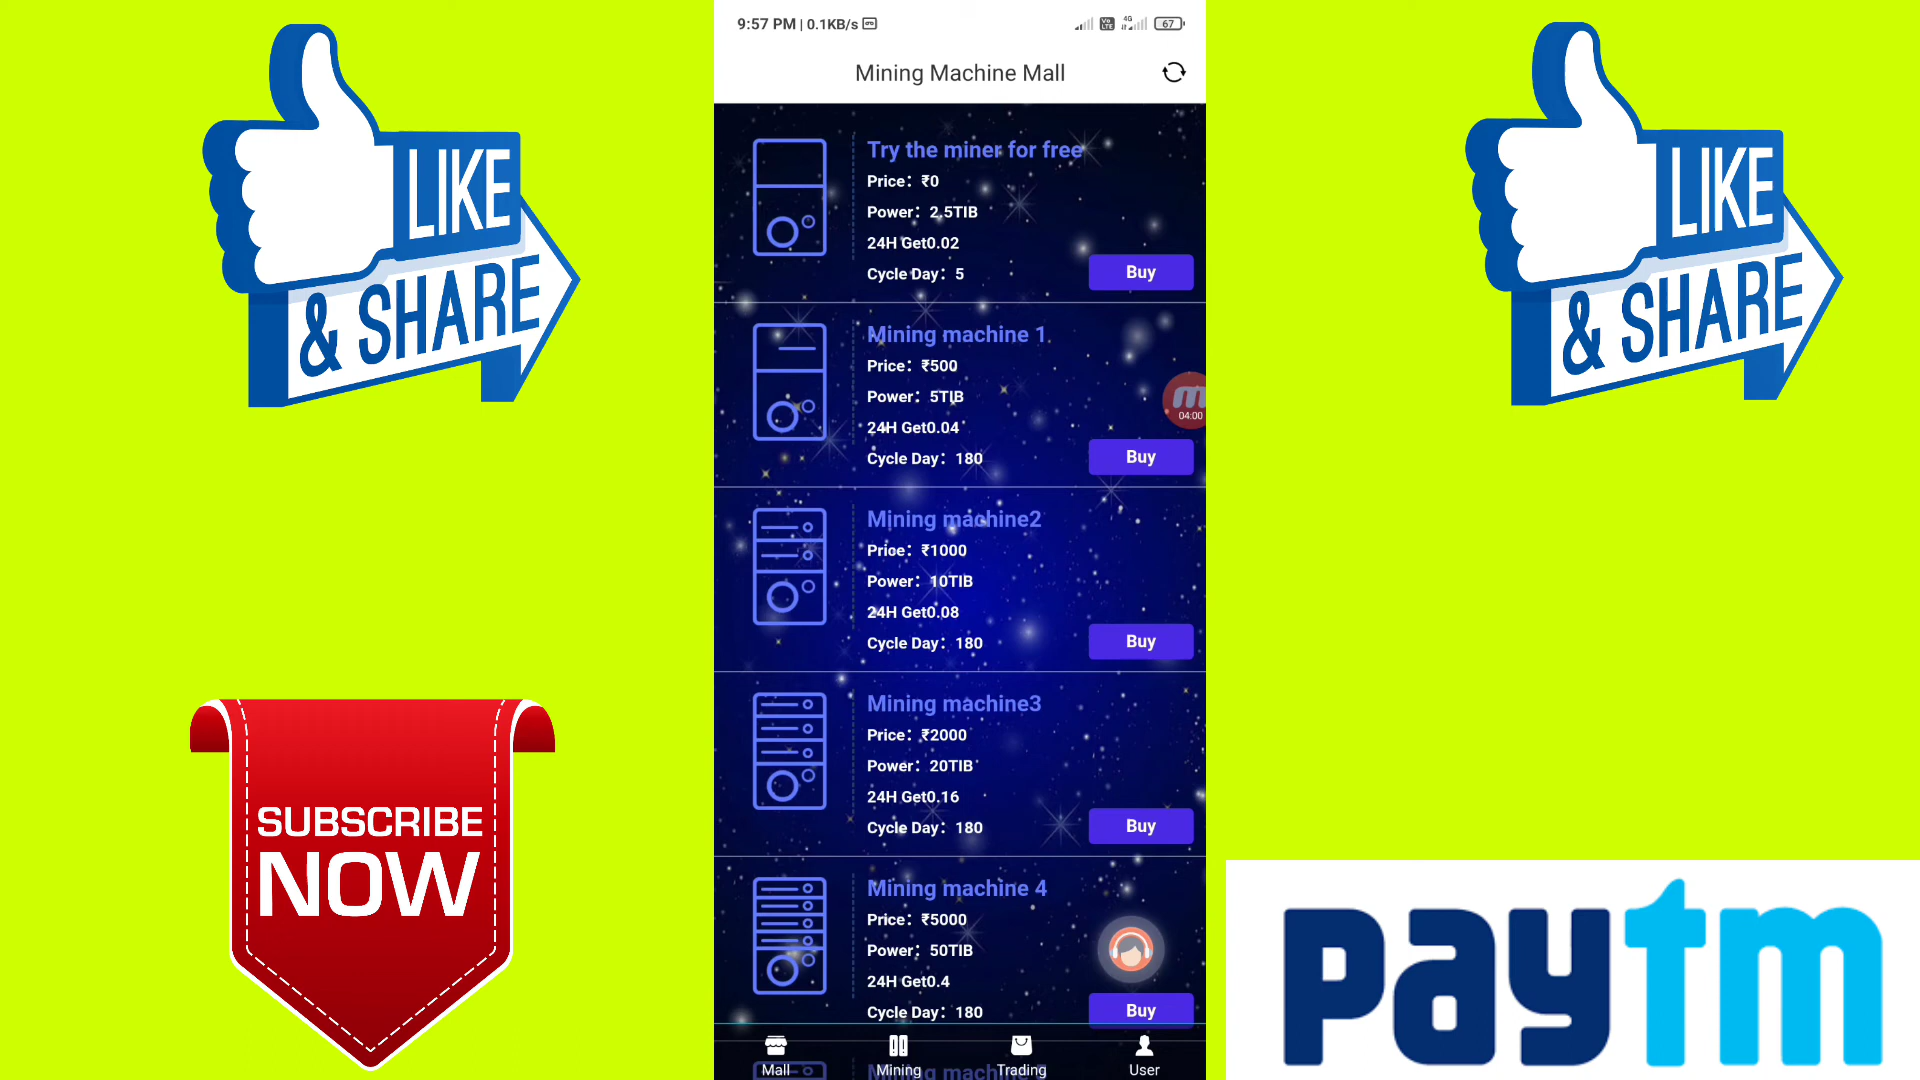 LIKE
& SHARE
SUBSCRIBE
NOW
9:57 PM | 0.1KB/s
Vo
LTE
4G
67
Mining Machine Mall
Try the miner for free
Price：₹0
Power：2.5TIB
24H Get0.02
Cycle Day：5
Buy
Mining machine 1
Price：₹500
Power：5TIB
24H Get0.04
Cycle Day：180
Buy
04:00
Mining machine2
Price：₹1000
Power：10TIB
24H Get0.08
Cycle Day：180
Buy
Mining machine3
Price：₹2000
Power：20TIB
24H Get0.16
Cycle Day：180
Buy
Mining machine 4
Price：₹5000
Power：50TIB
24H Get0.4
Cycle Day：180
Buy
Mall
Mining
Trading
User
LIKE
& SHARE
paytm